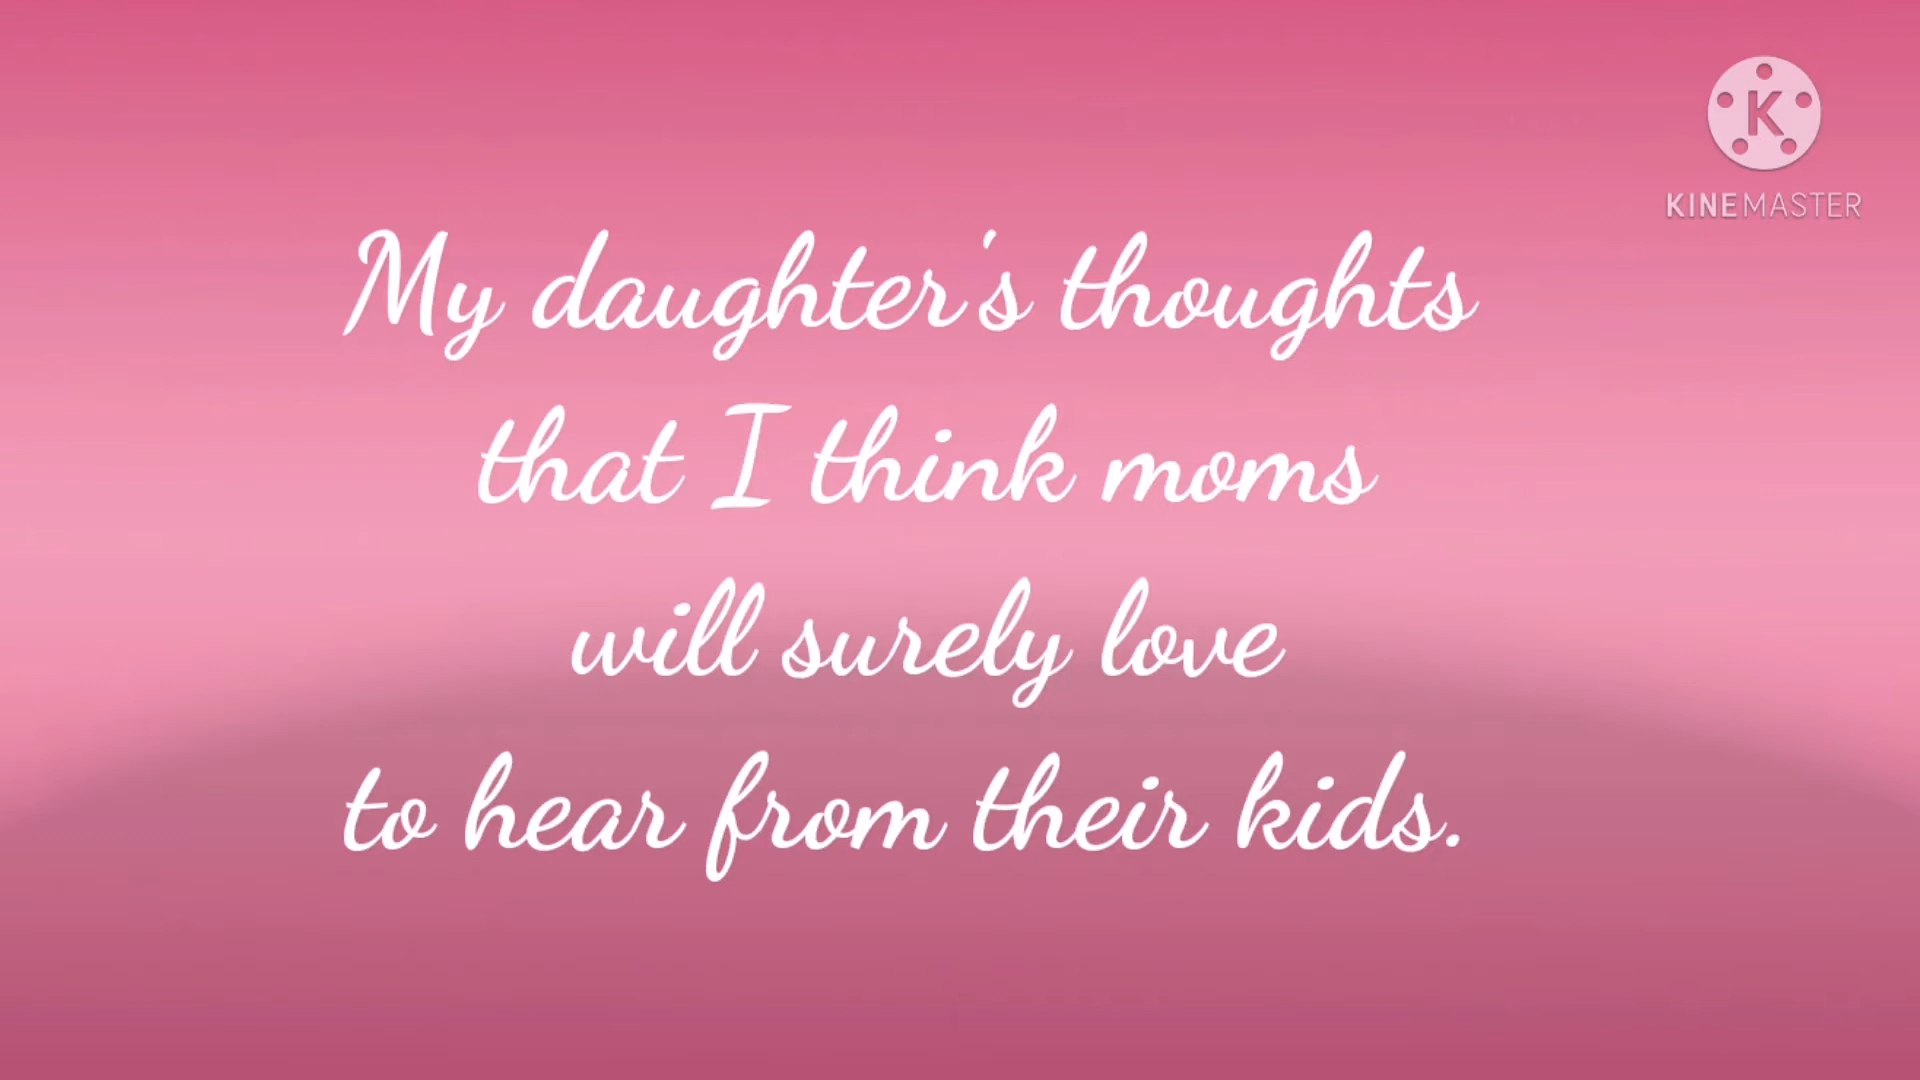 K
KINEMASTER
My daughter's thoughts
that I think moms
will surely love
to hear from their kids.